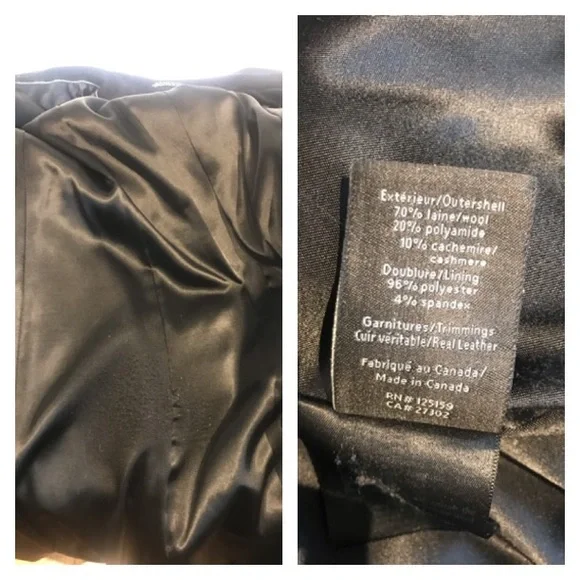 Extérieur/Outershell
70% laine/wool
20% polyamide
10% cachemire/
cashmere
Doublure/Lining
96% polyester
4% spandex
Garnitures/Trimmings
Cuir véritable/Real Leather
Fabriqué au Canada/
Made in Canada
RN# 125159
CA# 27302